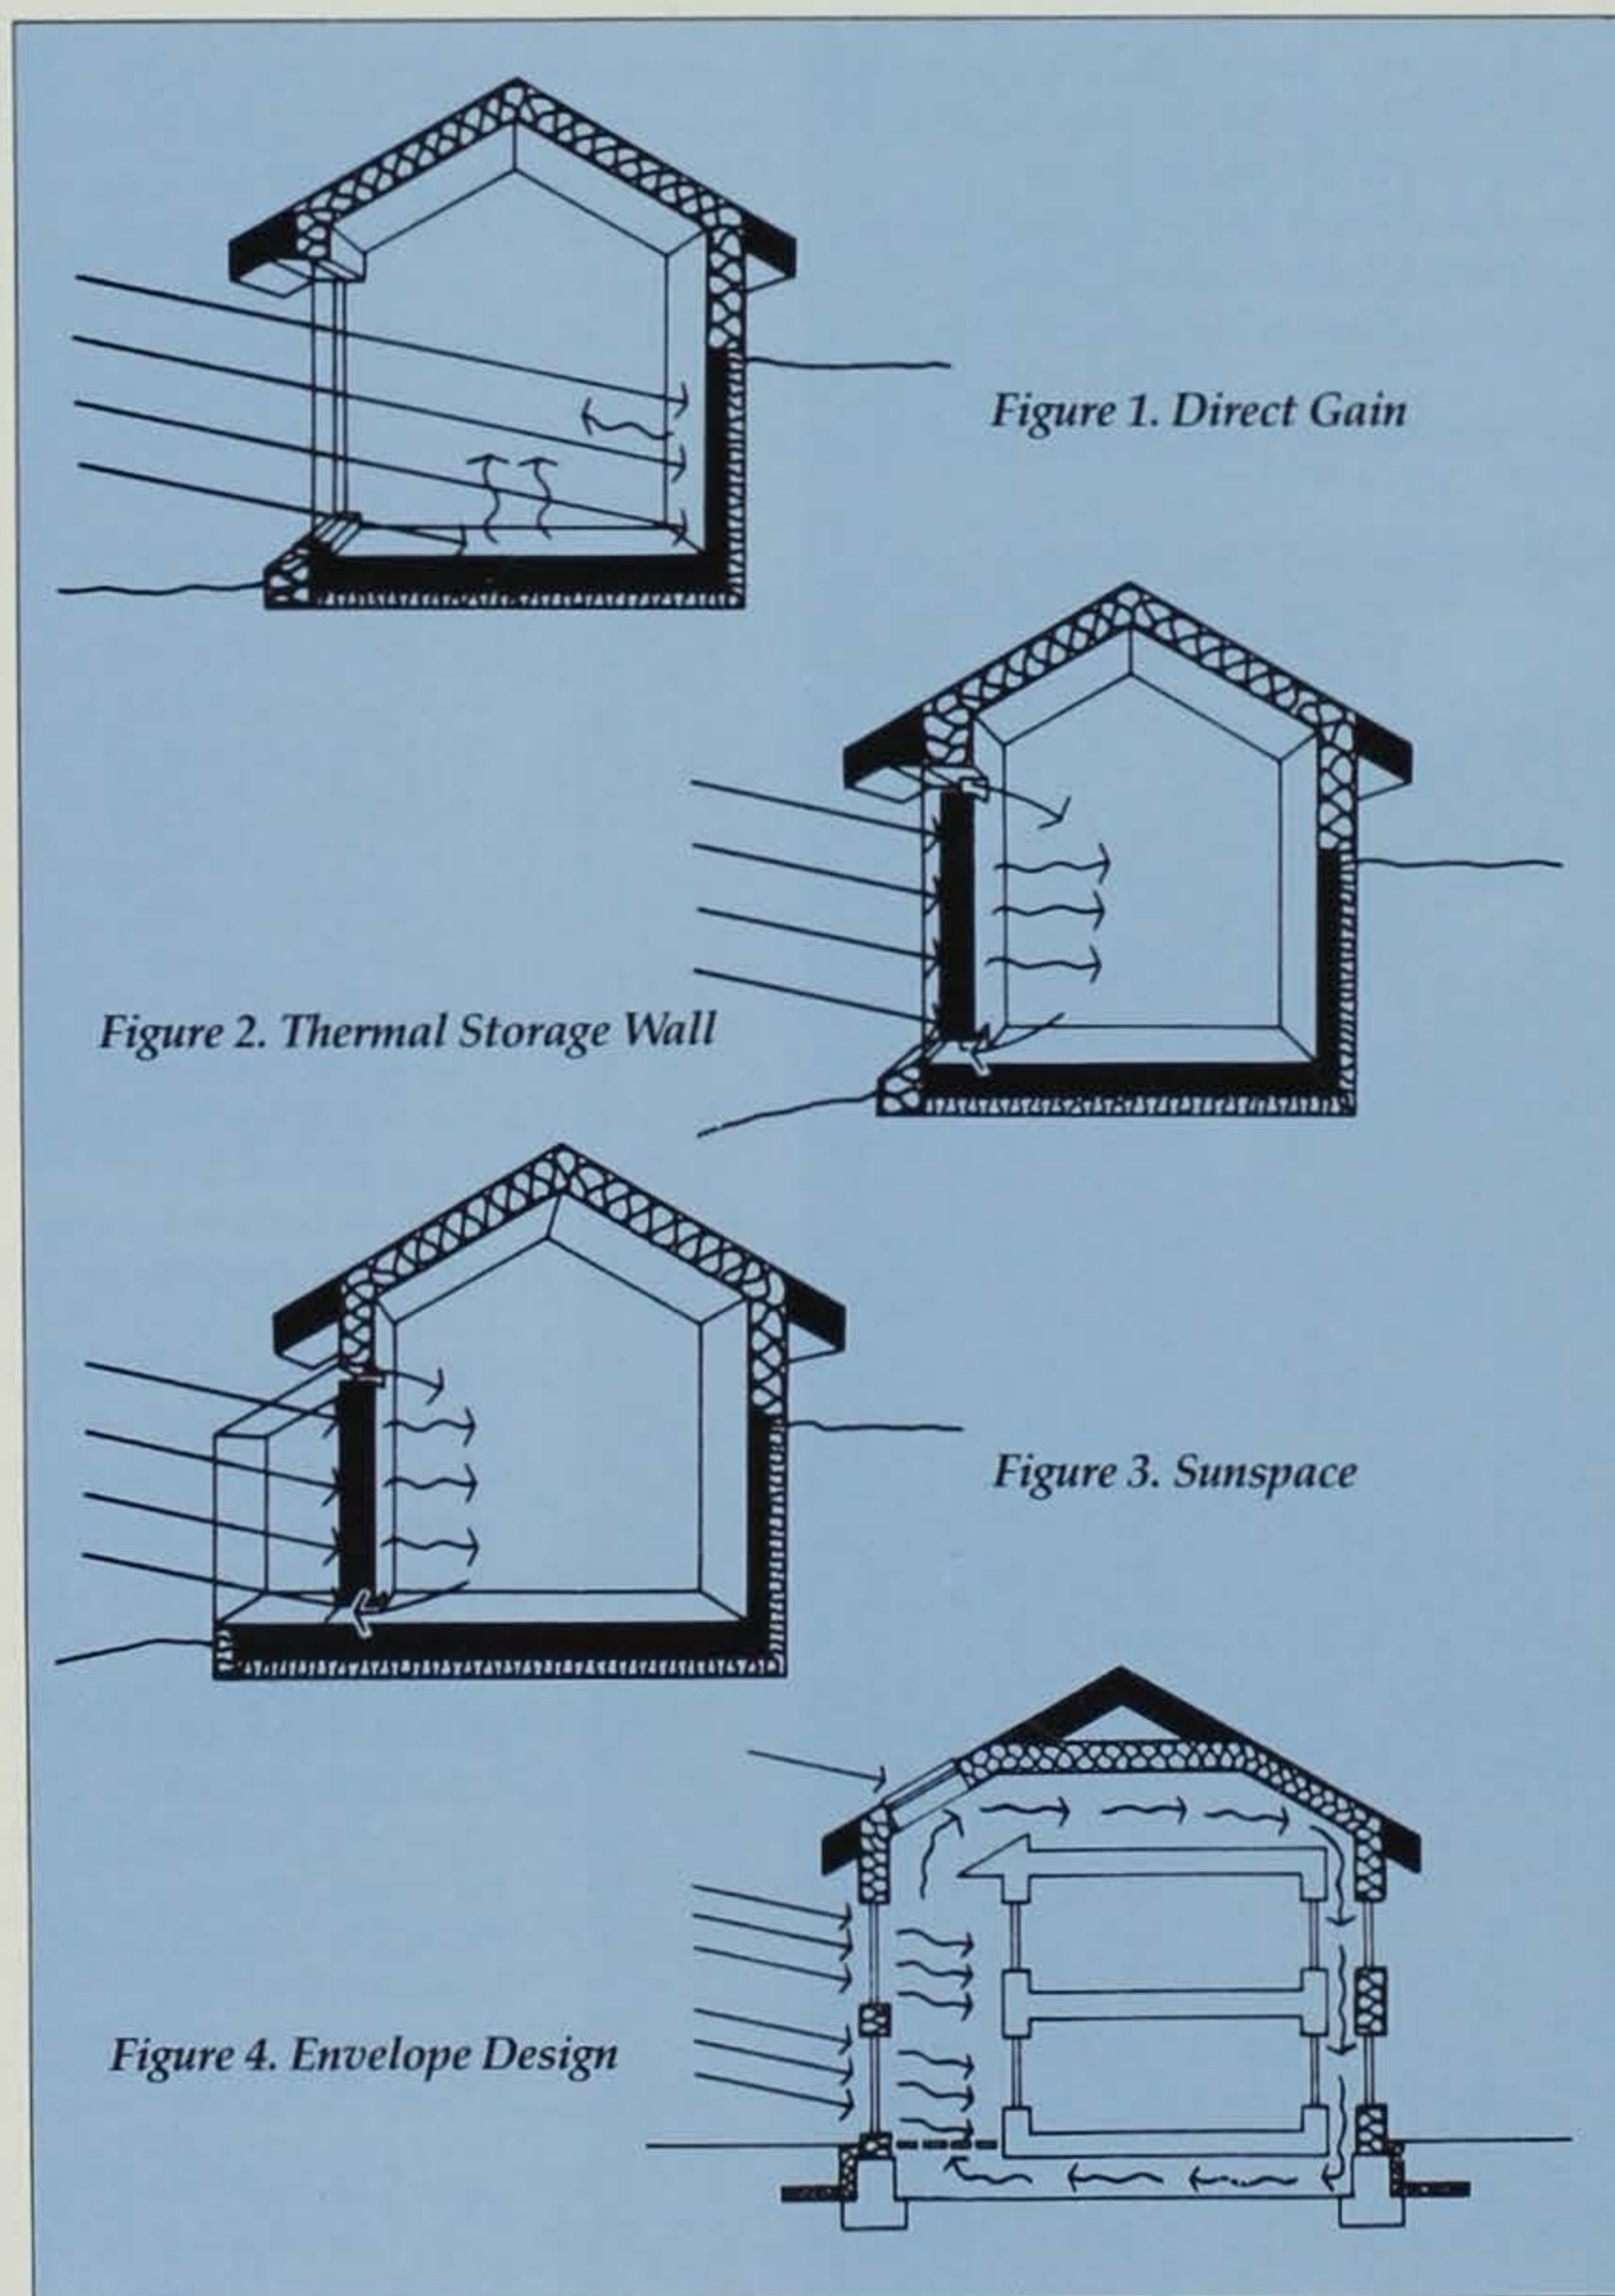 Figure 1. Direct Gain
Figure 2. Thermal Storage Wall
Figure 3. Sunspace
Figure 4. Envelope Design